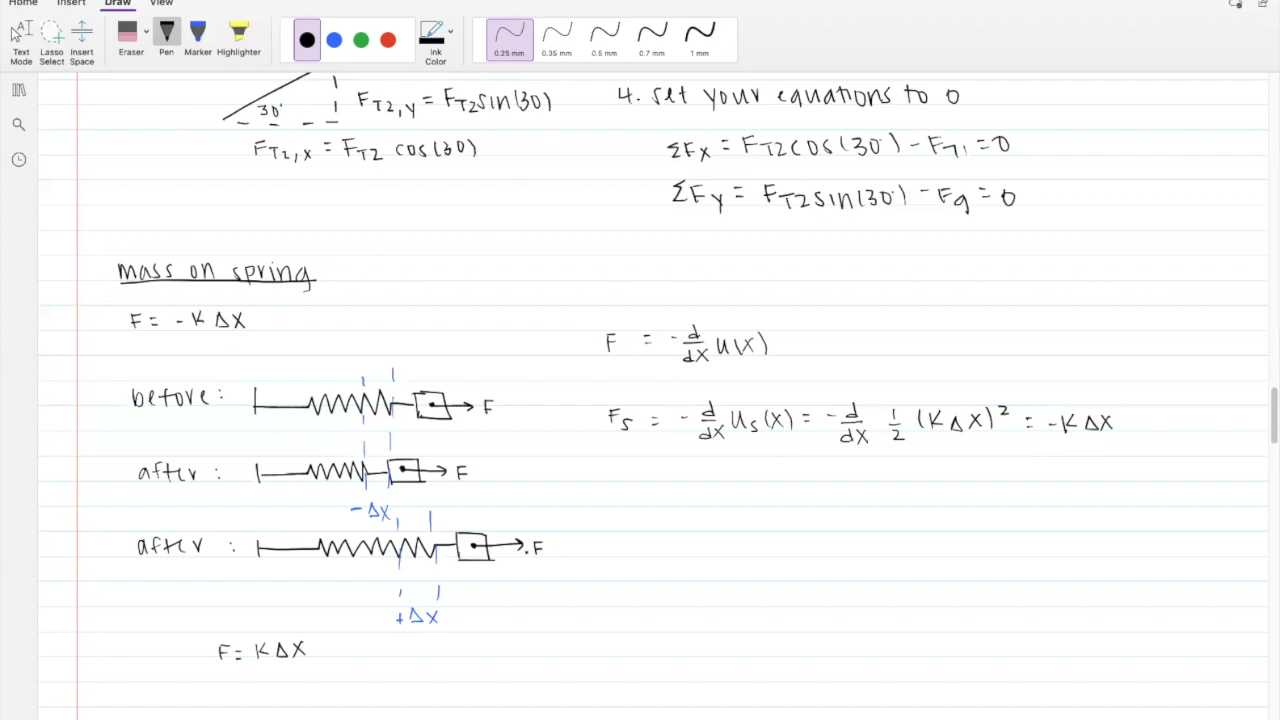 Home Insert Draw View
Text Mode Lasso Select Insert Space Eraser Pen Marker Highlighter Ink Color 0.25 mm 0.35 mm 0.5 mm 0.7 mm 1 mm
30°
F_T2,y = F_T2 sin(30)
F_T2,x = F_T2 cos(30)
4. set your equations to 0
ΣFx = F_T2 cos(30°) - F_T1 = 0
ΣFy = F_T2 sin(30°) - Fg = 0
mass on spring
F = - K ΔX
before: F
after: F
-ΔX
after: F
+ΔX
F = K ΔX
F = - d/dX U(X)
Fs = - d/dX Us(X) = - d/dX 1/2 (K ΔX)² = -K ΔX